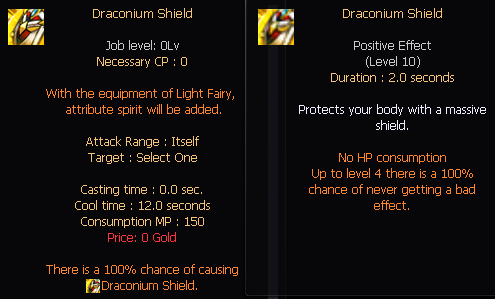 Draconium Shield
Job level: 0Lv
Necessary CP : 0
With the equipment of Light Fairy,
attribute spirit will be added.
Attack Range : Itself
Target : Select One
Casting time : 0.0 sec.
Cool time : 12.0 seconds
Consumption MP : 150
Price: 0 Gold
There is a 100% chance of causing
Draconium Shield.
Draconium Shield
Positive Effect
(Level 10)
Duration : 2.0 seconds
Protects your body with a massive
shield.
No HP consumption
Up to level 4 there is a 100%
chance of never getting a bad
effect.